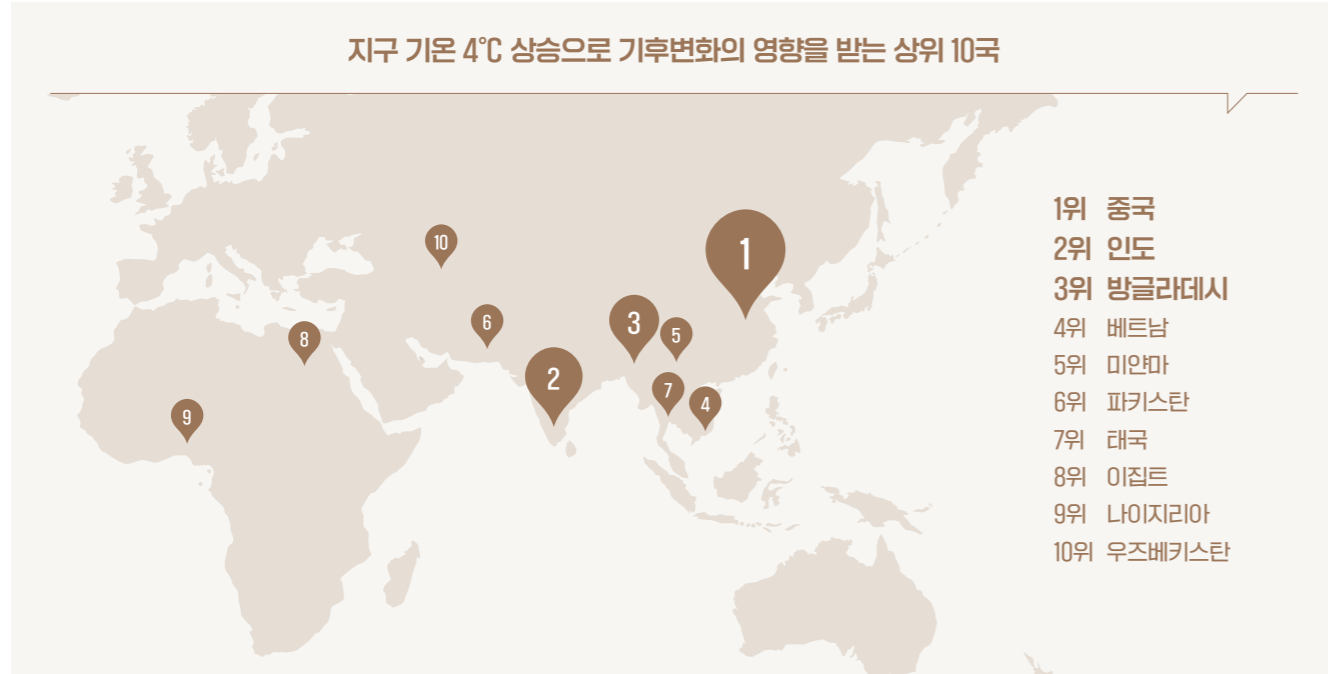 지구 기온 4℃ 상승으로 기후변화의 영향을 받는 상위 10국
1위 중국
2위 인도
3위 방글라데시
4위 베트남
5위 미얀마
6위 파키스탄
7위 태국
8위 이집트
9위 나이지리아
10위 우즈베키스탄
10
1
6
3
5
8
2
7
4
9